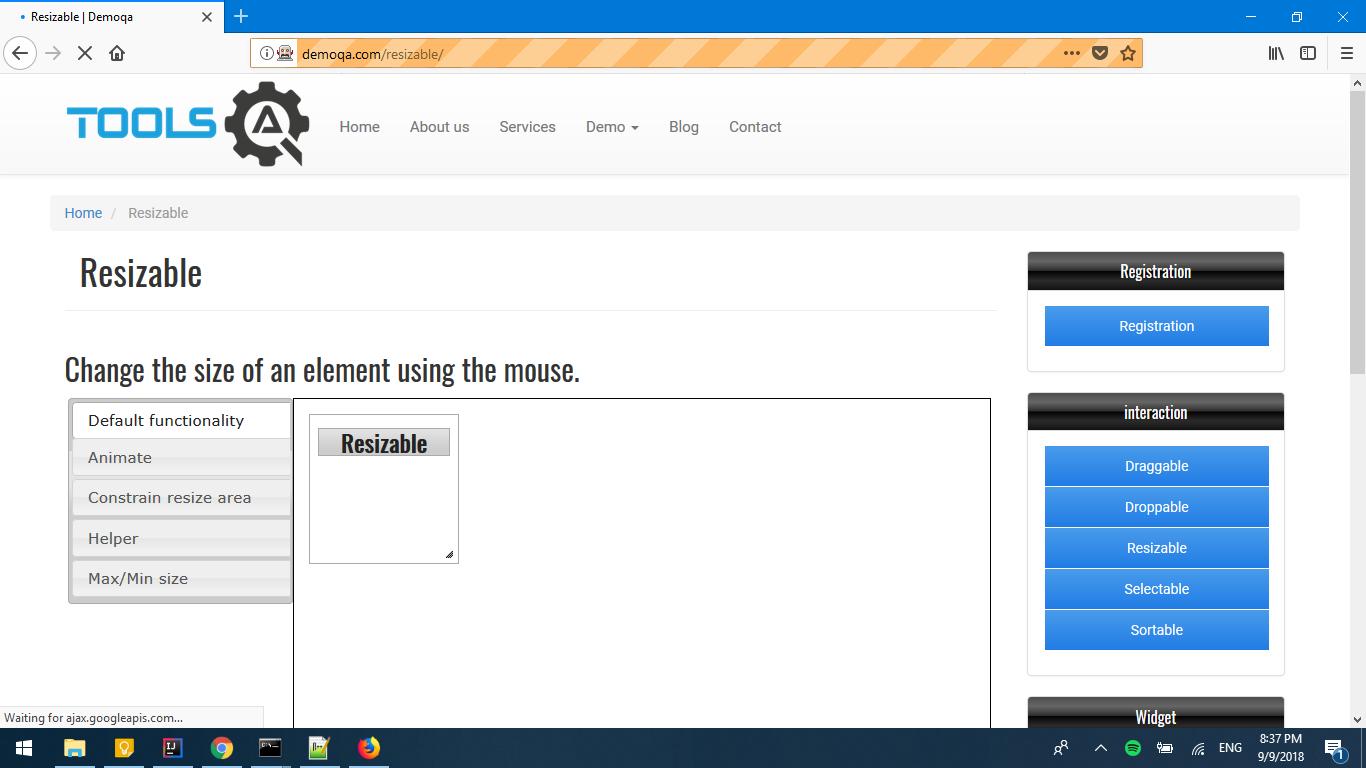 Resizable | Demoqa
demoqa.com/resizable/
TOOLS QA
Home
About us
Services
Demo
Blog
Contact
Home / Resizable
Resizable
Change the size of an element using the mouse.
Default functionality
Animate
Constrain resize area
Helper
Max/Min size
Resizable
Registration
Registration
interaction
Draggable
Droppable
Resizable
Selectable
Sortable
Widget
Waiting for ajax.googleapis.com...
ENG
8:37 PM
9/9/2018
1